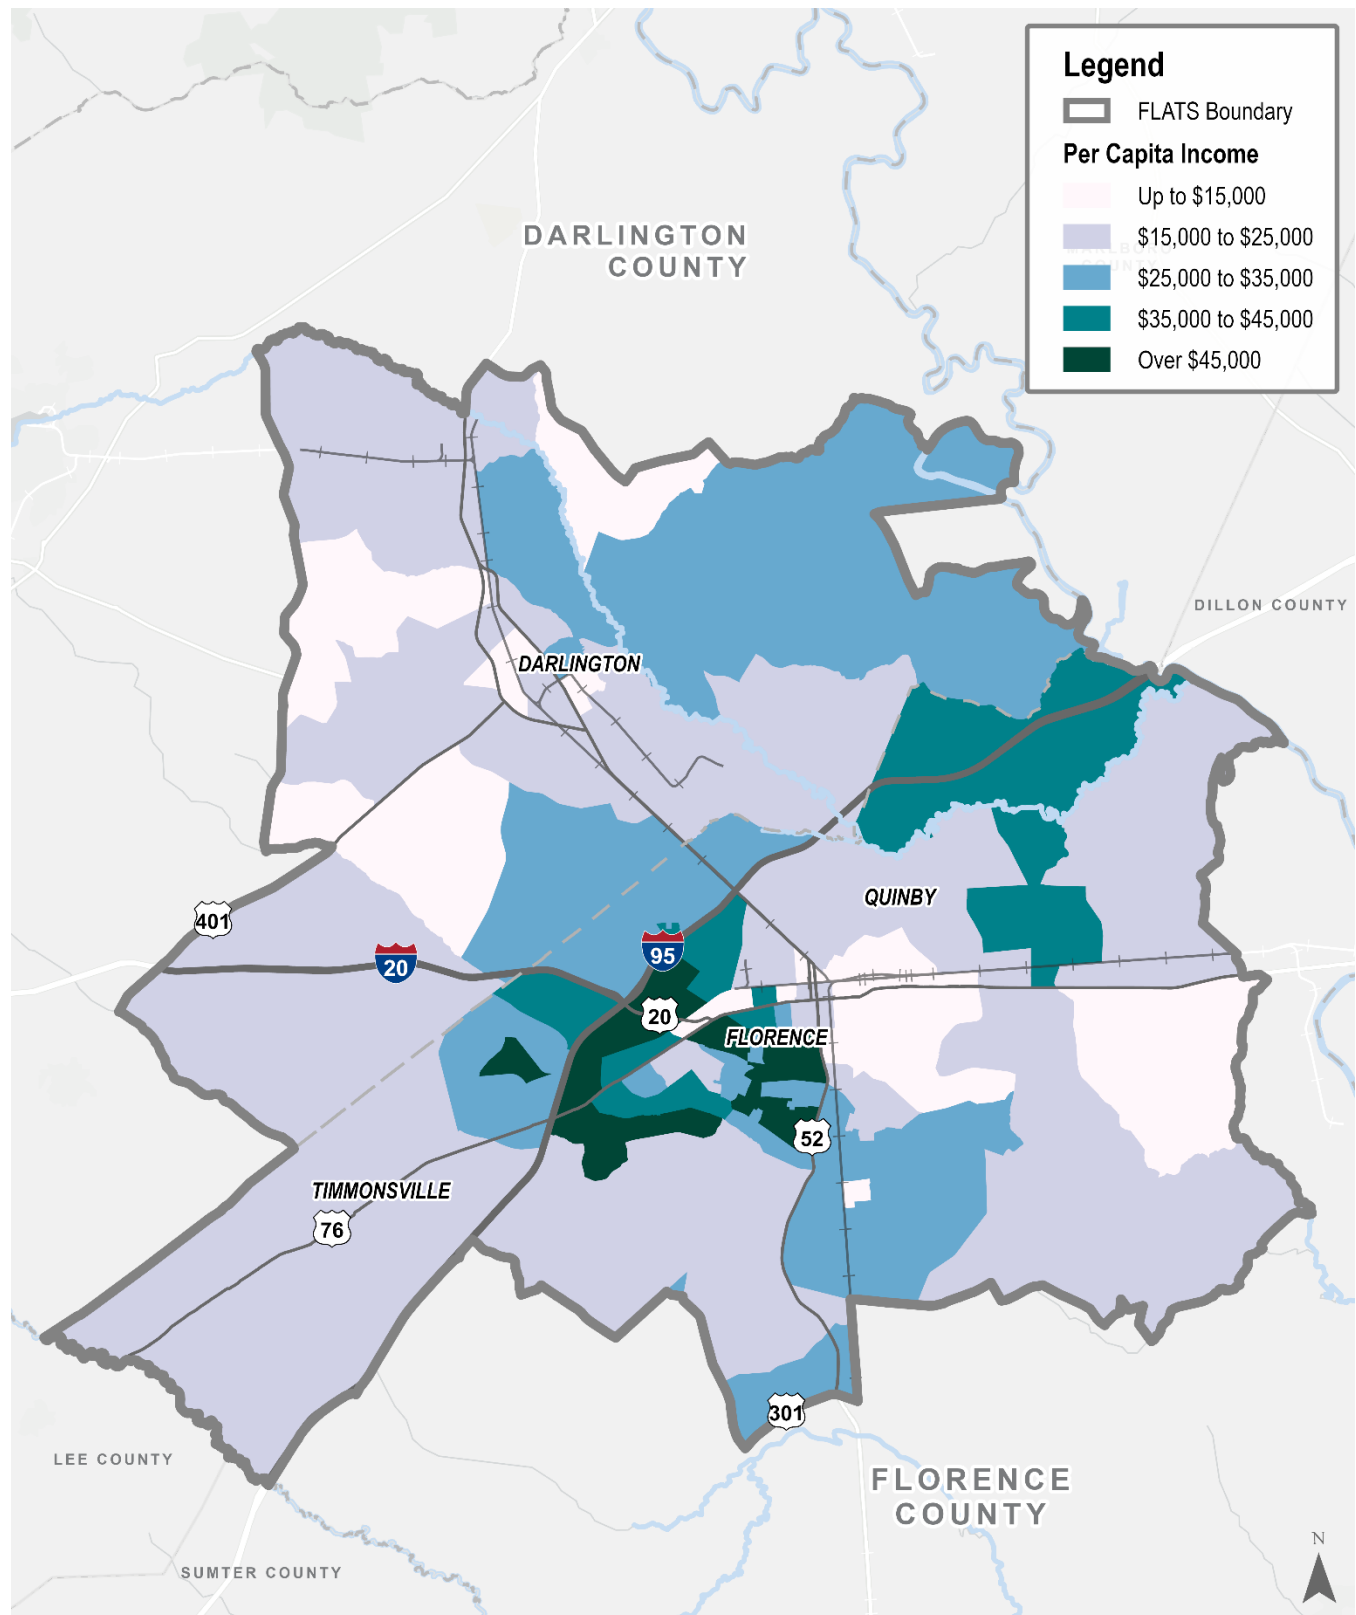 Legend
FLATS Boundary
Per Capita Income
Up to $15,000
$15,000 to $25,000
MARLBORO
COUNTY
$25,000 to $35,000
$35,000 to $45,000
Over $45,000
DARLINGTON
COUNTY
DILLON COUNTY
DARLINGTON
QUINBY
401
20
95
20
FLORENCE
52
TIMMONSVILLE
76
301
LEE COUNTY
FLORENCE
COUNTY
SUMTER COUNTY
N